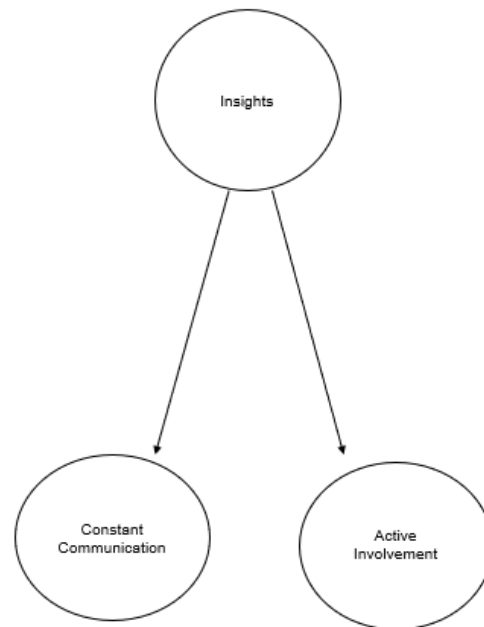 Insights
Constant
Communication
Active
Involvement